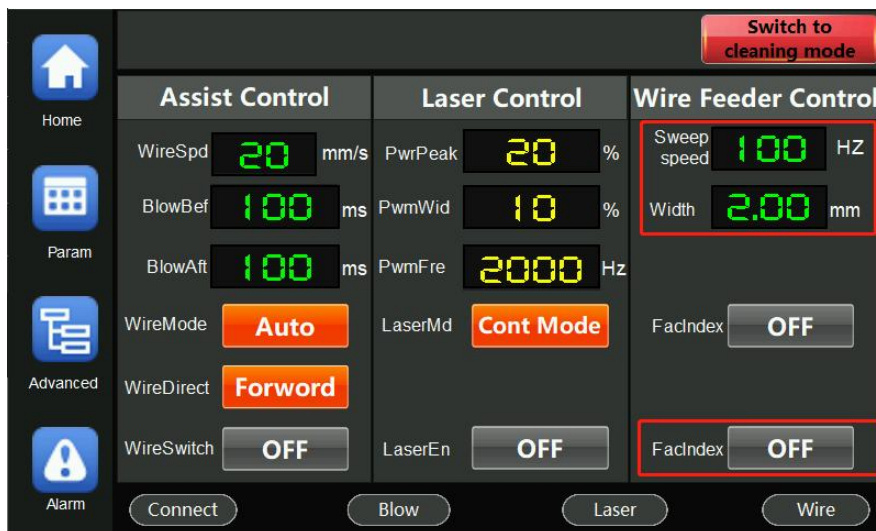 Switch to
cleaning mode
Home
Param
Advanced
Alarm
Assist Control
WireSpd 20 mm/s
BlowBef 100 ms
BlowAft 100 ms
WireMode Auto
WireDirect Forword
WireSwitch OFF
Laser Control
PwrPeak 20 %
PwmWid 10 %
PwmFre 2000 Hz
LaserMd Cont Mode
LaserEn OFF
Wire Feeder Control
Sweep
speed 100 HZ
Width 2.00 mm
FacIndex OFF
FacIndex OFF
Connect Blow Laser Wire